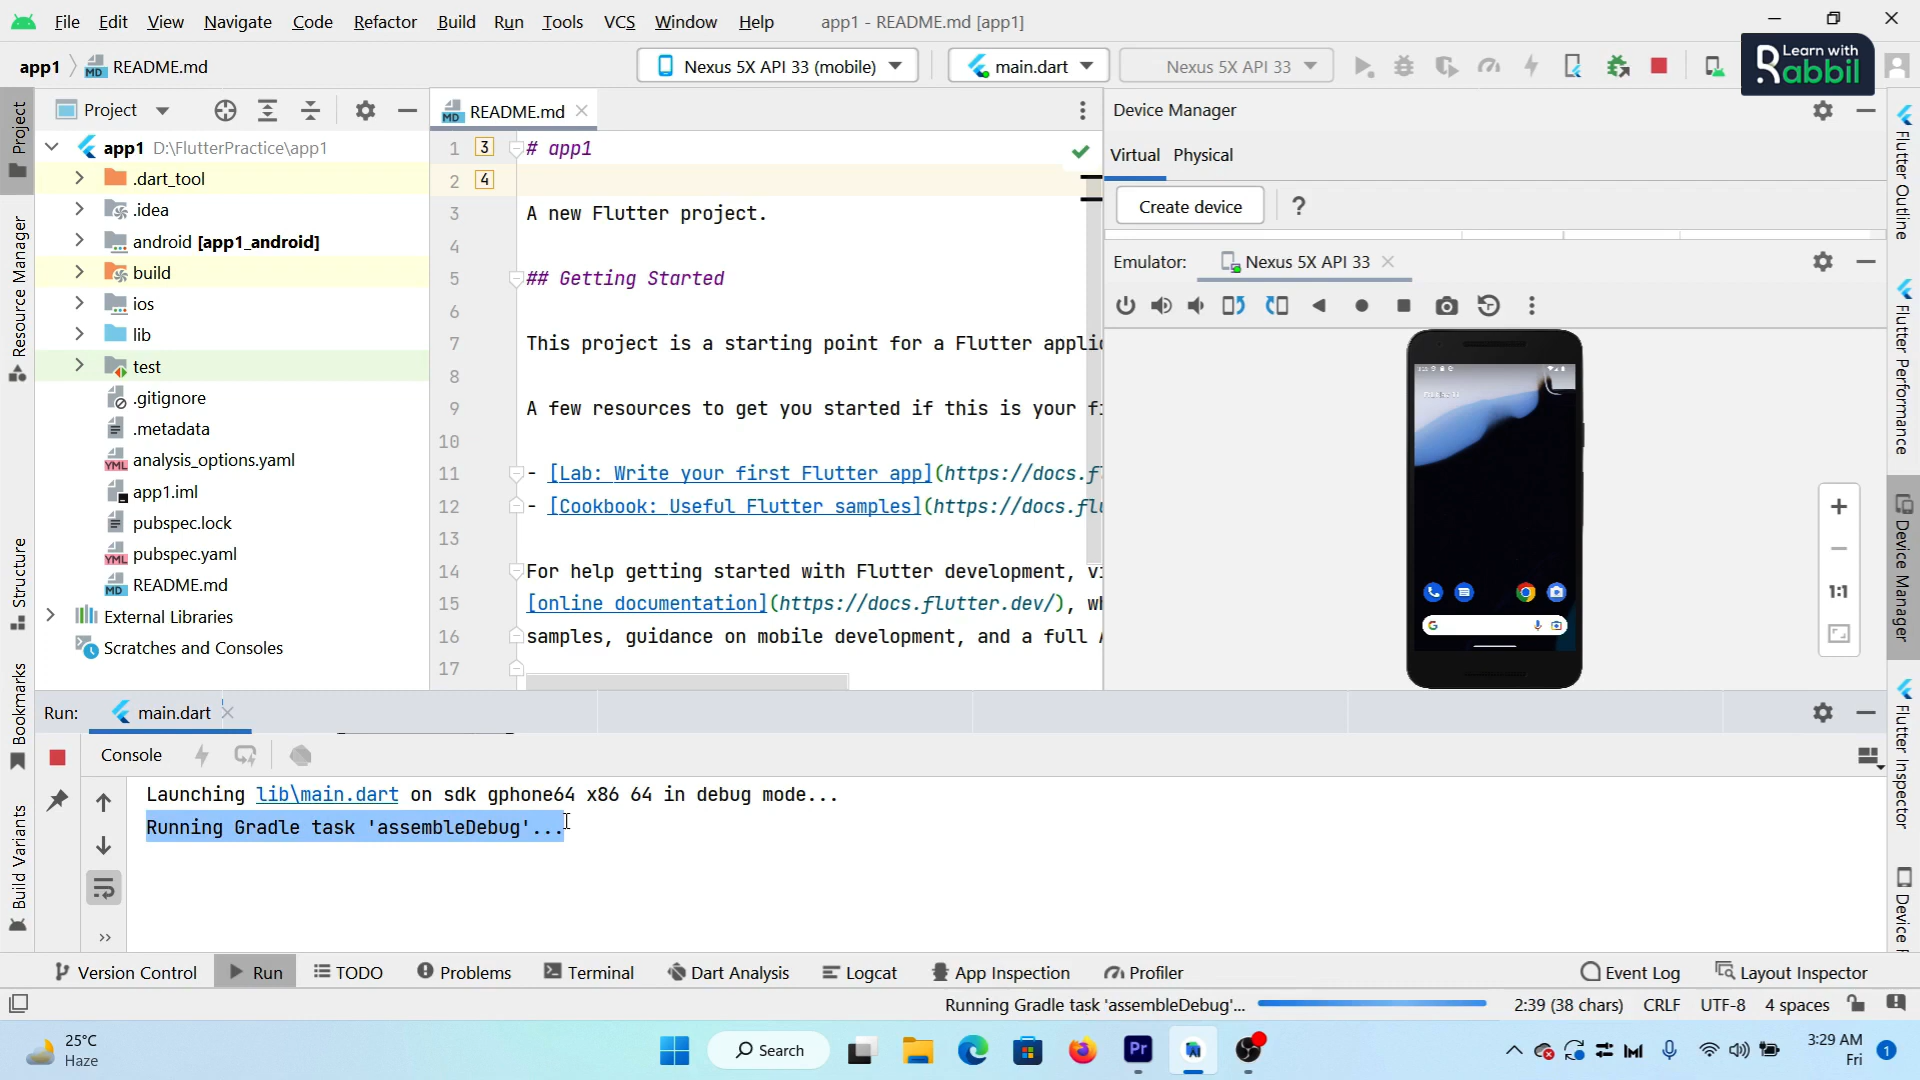 File Edit View Navigate Code Refactor Build Run Tools VCS Window Help app1 - README.md [app1]
app1 README.md Nexus 5X API 33 (mobile) main.dart Nexus 5X API 33
Learn with
Rabbil
Project
README.md
Device Manager
app1 D:\FlutterPractice\app1
.dart_tool
.idea
android [app1_android]
build
ios
lib
test
.gitignore
.metadata
analysis_options.yaml
app1.iml
pubspec.lock
pubspec.yaml
README.md
External Libraries
Scratches and Consoles
1 3 # app1
2 4
3 A new Flutter project.
4
5 ## Getting Started
6
7 This project is a starting point for a Flutter applic
8
9 A few resources to get you started if this is your f
10
11 - [Lab: Write your first Flutter app](https://docs.f
12 - [Cookbook: Useful Flutter samples](https://docs.flu
13
14 For help getting started with Flutter development, vi
15 [online documentation](https://docs.flutter.dev/), wh
16 samples, guidance on mobile development, and a full A
17
Virtual Physical
Create device ?
Emulator: Nexus 5X API 33
1:1
Project
Resource Manager
Structure
Bookmarks
Build Variants
Flutter Outline
Flutter Performance
Device Manager
Flutter Inspector
Run: main.dart
Console
Launching lib\main.dart on sdk gphone64 x86 64 in debug mode...
Running Gradle task 'assembleDebug'...
Version Control Run TODO Problems Terminal Dart Analysis Logcat App Inspection Profiler Event Log Layout Inspector
Running Gradle task 'assembleDebug'... 2:39 (38 chars) CRLF UTF-8 4 spaces
25°C
Haze
Search
Pr
3:29 AM
Fri
1